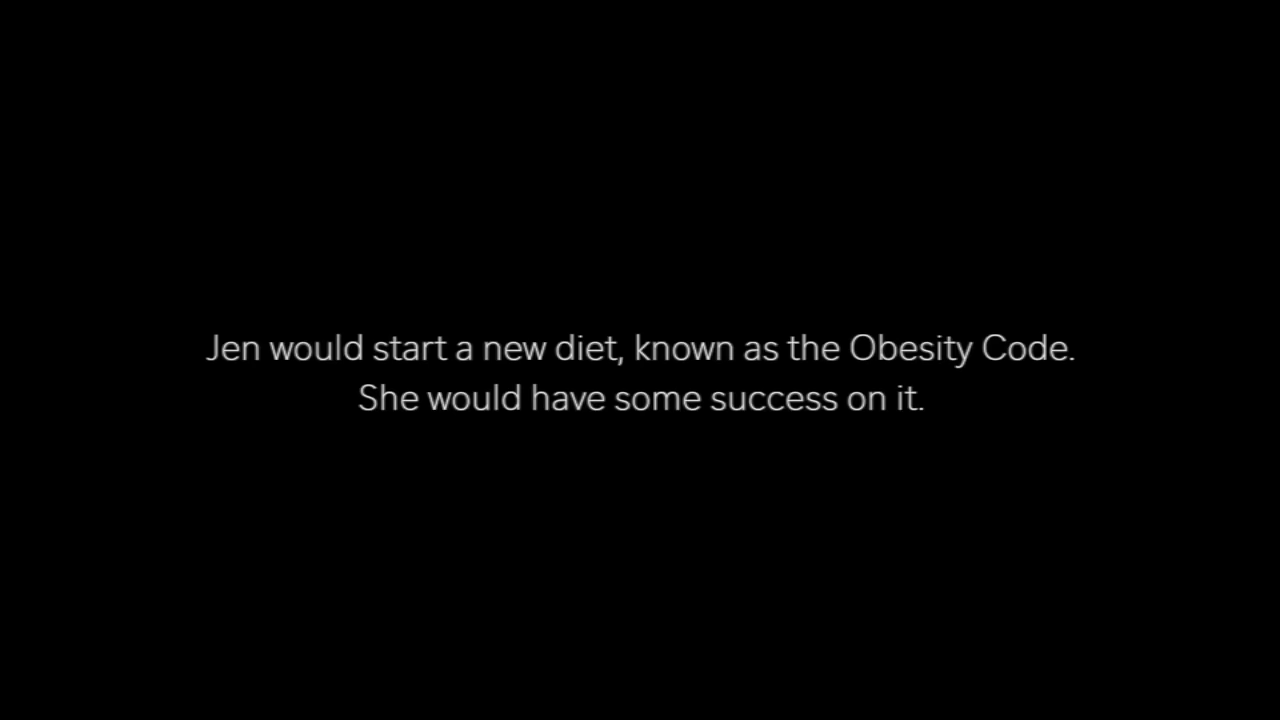 Jen would start a new diet, known as the Obesity Code.
She would have some success on it.